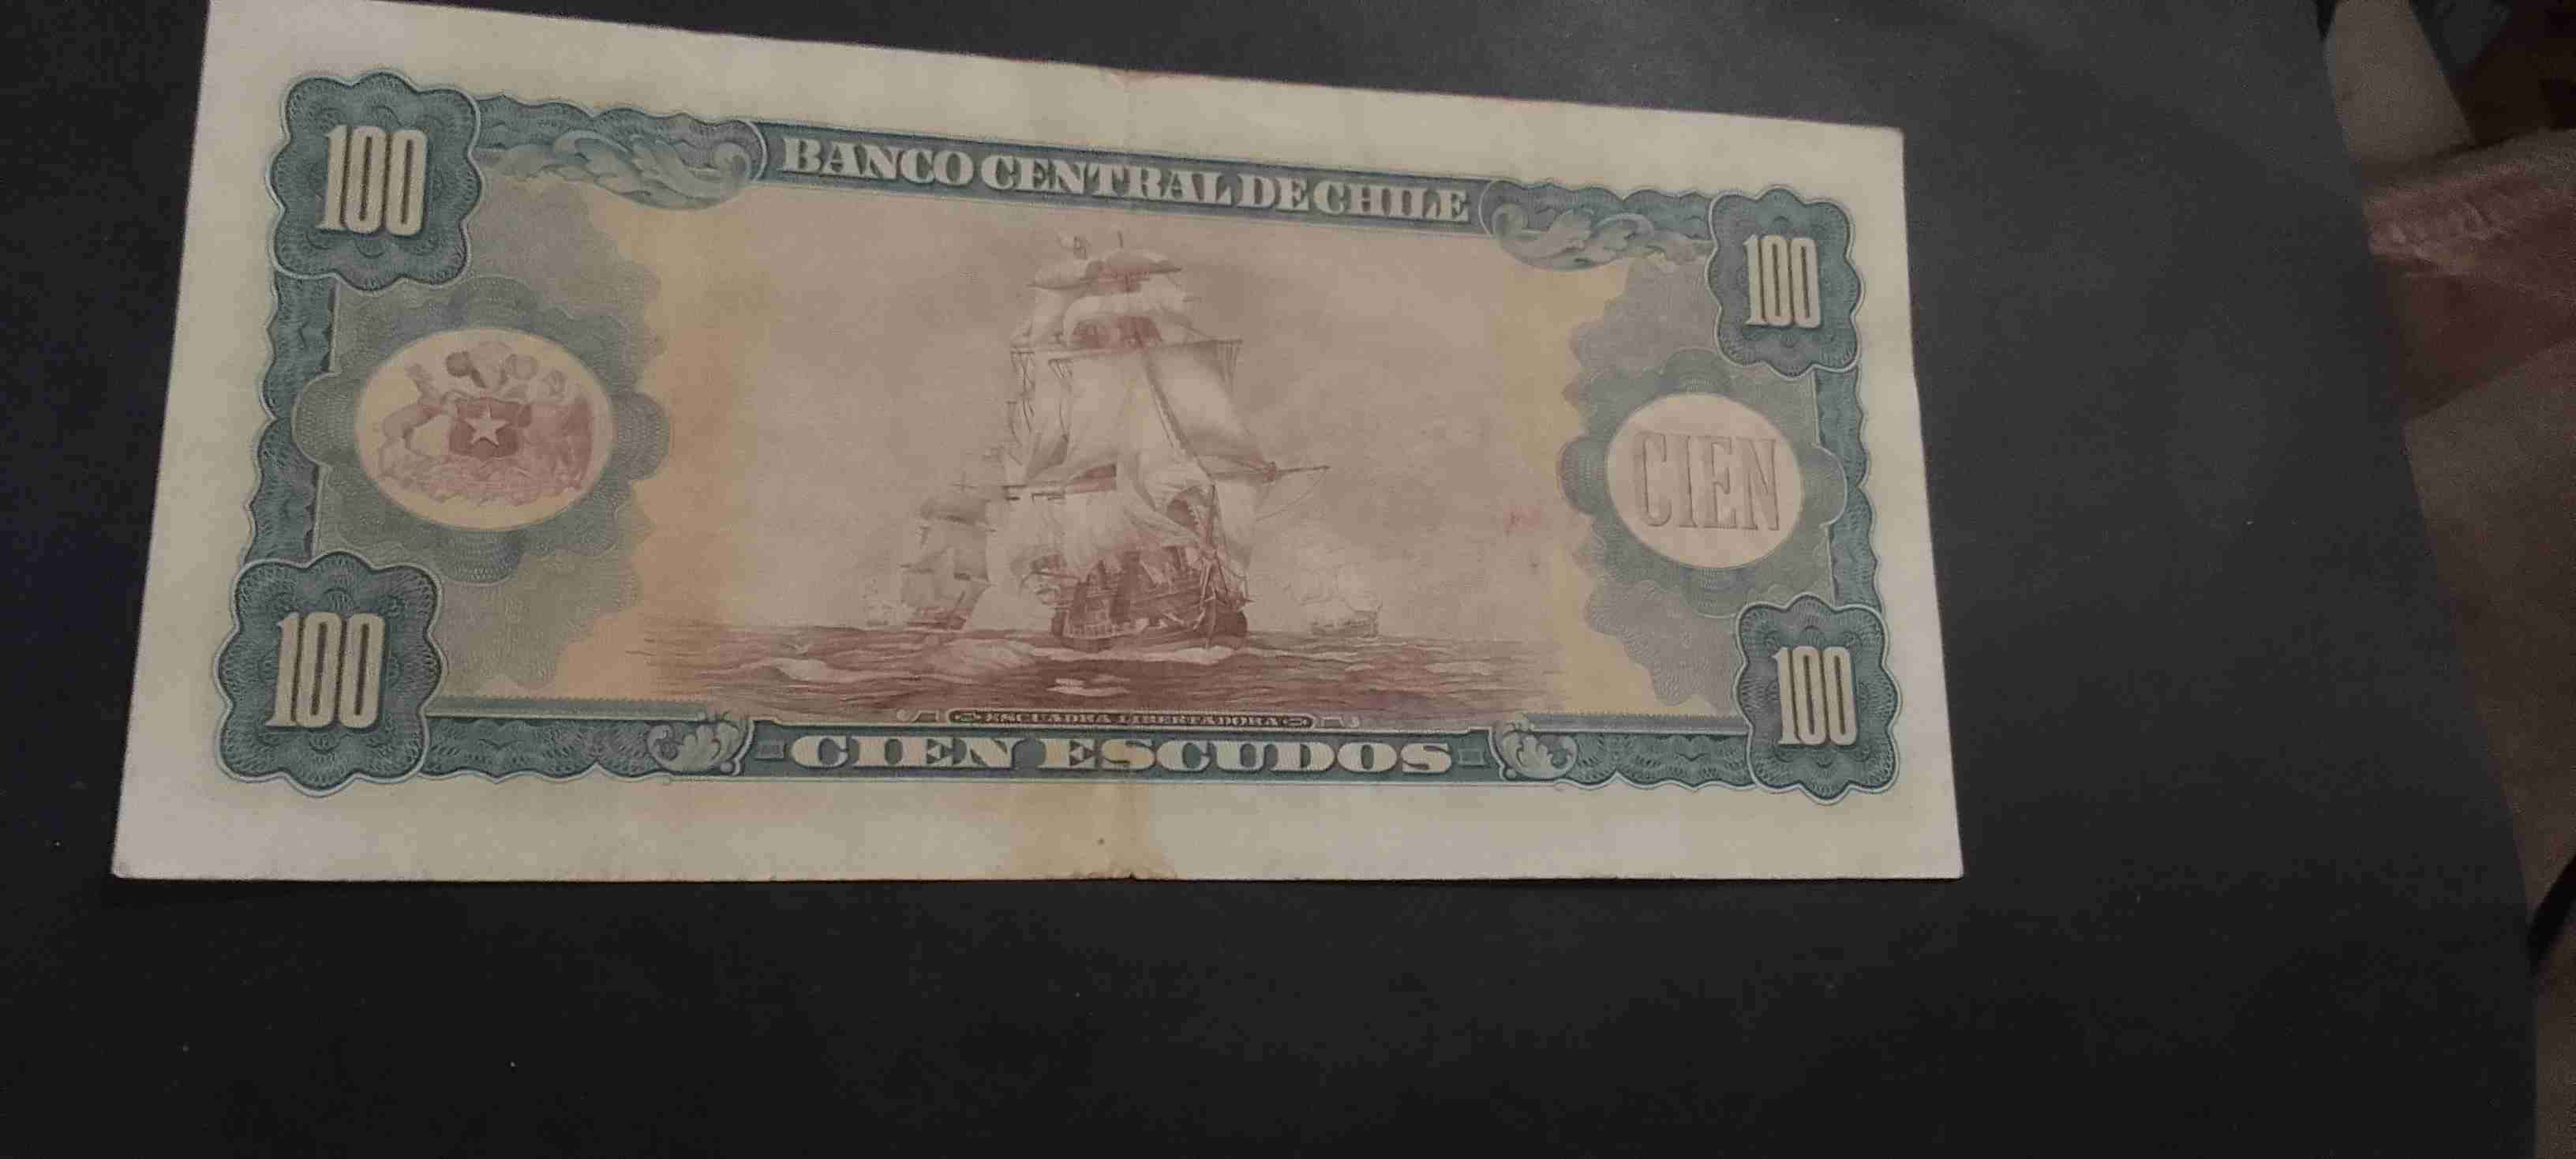 100
BANCO CENTRAL DE CHILE
100
CIEN
100
100
ESCUADRA LIBERTADORA
CIEN ESCUDOS